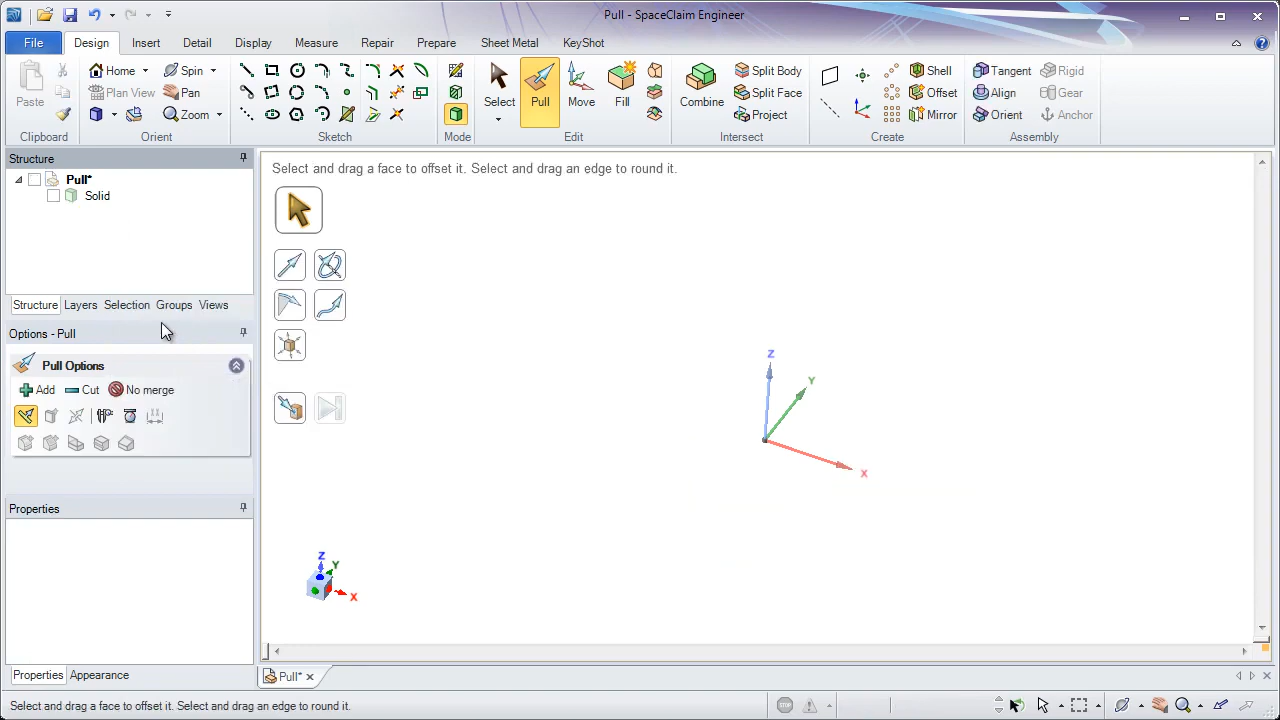 Pull - SpaceClaim Engineer
File Design Insert Detail Display Measure Repair Prepare Sheet Metal KeyShot
Paste
Clipboard
Home Spin
Plan View Pan
Zoom
Orient
Sketch
Mode
Select Pull Move Fill
Edit
Combine
Split Body
Split Face
Project
Intersect
Shell
Offset
Mirror
Create
Tangent Rigid
Align Gear
Orient Anchor
Assembly
Structure
Pull*
Solid
Structure Layers Selection Groups Views
Options - Pull
Pull Options
Add Cut No merge
Properties
Properties Appearance
Select and drag a face to offset it. Select and drag an edge to round it.
Z
Y
X
Z
Y
X
Pull*
Select and drag a face to offset it. Select and drag an edge to round it.